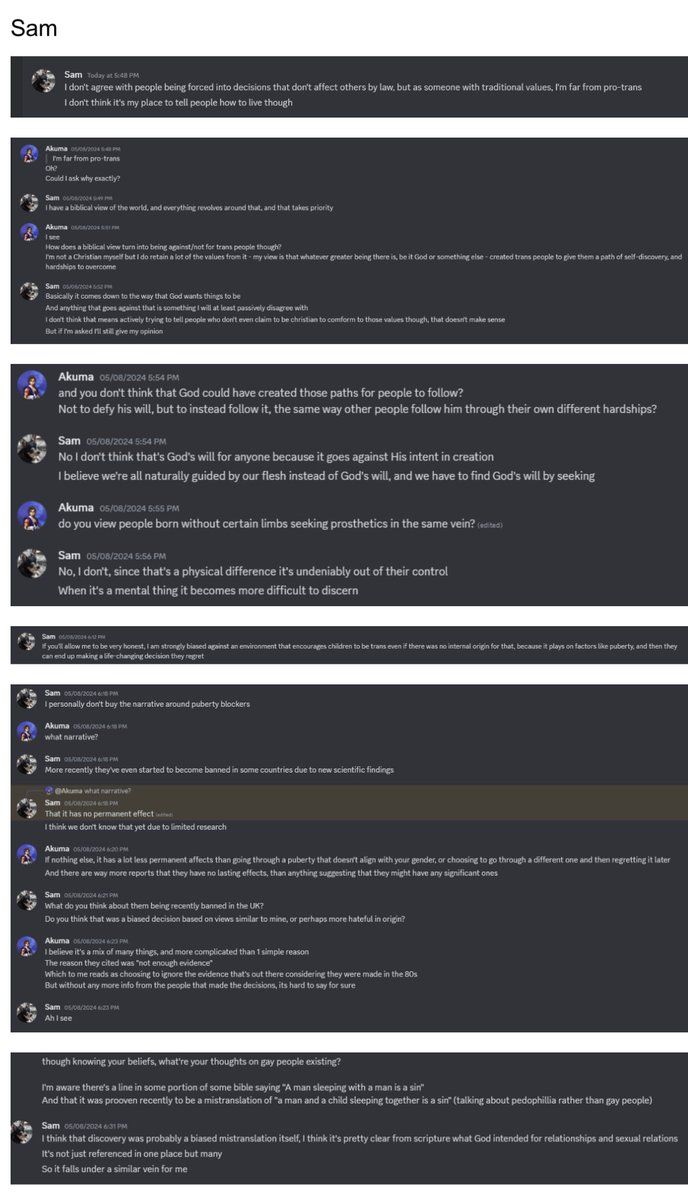 Sam
Sam Today at 5:48 PM
I don't agree with people being forced into decisions that don't affect others by law, but as someone with traditional values, I'm far from pro-trans
I don't think it's my place to tell people how to live though
Akuma 05/08/2024 5:48 PM
I'm far from pro-trans
Oh?
Could I ask why exactly?
Sam 05/08/2024 5:49 PM
I have a biblical view of the world, and everything revolves around that, and that takes priority
Akuma 05/08/2024 5:51 PM
I see
How does a biblical view turn into being against/not for trans people though?
I'm not a Christian myself but I do retain a lot of the values from it - my view is that whatever greater being there is, be it God or something else - created trans people to give them a path of self-discovery, and
hardships to overcome
Sam 05/08/2024 5:52 PM
Basically it comes down to the way that God wants things to be
And anything that goes against that is something I will at least passively disagree with
I don't think that means actively trying to tell people who don't even claim to be christian to comform to those values though, that doesn't make sense
But if I'm asked I'll still give my opinion
Akuma 05/08/2024 5:54 PM
and you don't think that God could have created those paths for people to follow?
Not to defy his will, but to instead follow it, the same way other people follow him through their own different hardships?
Sam 05/08/2024 5:54 PM
No I don't think that's God's will for anyone because it goes against His intent in creation
I believe we're all naturally guided by our flesh instead of God's will, and we have to find God's will by seeking
Akuma 05/08/2024 5:55 PM
do you view people born without certain limbs seeking prosthetics in the same vein? (edited)
Sam 05/08/2024 5:56 PM
No, I don't, since that's a physical difference it's undeniably out of their control
When it's a mental thing it becomes more difficult to discern
Sam 05/08/2024 6:12 PM
If you'll allow me to be very honest, I am strongly biased against an environment that encourages children to be trans even if there was no internal origin for that, because it plays on factors like puberty, and then they
can end up making a life-changing decision they regret
Sam 05/08/2024 6:18 PM
I personally don't buy the narrative around puberty blockers
Akuma 05/08/2024 6:18 PM
what narrative?
Sam 05/08/2024 6:18 PM
More recently they've even started to become banned in some countries due to new scientific findings
@Akuma what narrative?
Sam 05/08/2024 6:18 PM
That it has no permanent effect (edited)
I think we don't know that yet due to limited research
Akuma 05/08/2024 6:20 PM
If nothing else, it has a lot less permanent affects than going through a puberty that doesn't align with your gender, or choosing to go through a different one and then regretting it later
And there are way more reports that they have no lasting effects, than anything suggesting that they might have any significant ones
Sam 05/08/2024 6:21 PM
What do you think about them being recently banned in the UK?
Do you think that was a biased decision based on views similar to mine, or perhaps more hateful in origin?
Akuma 05/08/2024 6:23 PM
I believe it's a mix of many things, and more complicated than 1 simple reason
The reason they cited was "not enough evidence"
Which to me reads as choosing to ignore the evidence that's out there considering they were made in the 80s
But without any more info from the people that made the decisions, its hard to say for sure
Sam 05/08/2024 6:23 PM
Ah I see
though knowing your beliefs, what're your thoughts on gay people existing?
I'm aware there's a line in some portion of some bible saying "A man sleeping with a man is a sin"
And that it was prooven recently to be a mistranslation of "a man and a child sleeping together is a sin" (talking about pedophillia rather than gay people)
Sam 05/08/2024 6:31 PM
I think that discovery was probably a biased mistranslation itself, I think it's pretty clear from scripture what God intended for relationships and sexual relations
It's not just referenced in one place but many
So it falls under a similar vein for me